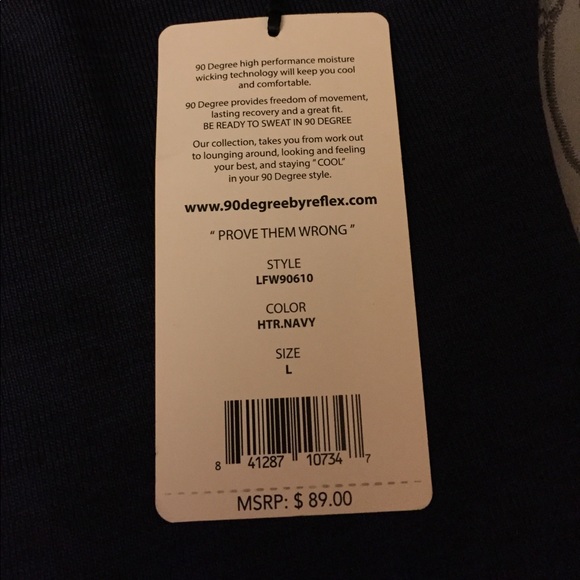 90 Degree high performance moisture
wicking technology will keep you cool
and comfortable.
90 Degree provides freedom of movement,
lasting recovery and a great fit.
BE READY TO SWEAT IN 90 DEGREE
Our collection, takes you from work out
to lounging around, looking and feeling
your best, and staying "COOL"
in your 90 Degree style.
www.90degreebyreflex.com
" PROVE THEM WRONG "
STYLE
LFW90610
COLOR
HTR.NAVY
SIZE
L
8 41287 10734 7
MSRP: $ 89.00